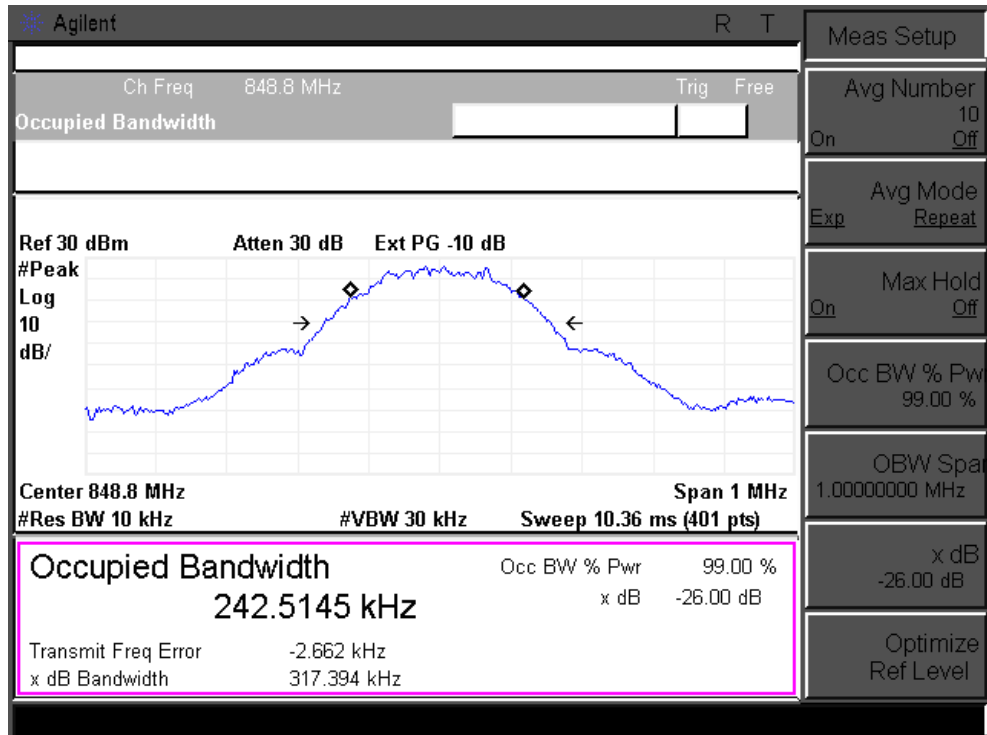 Agilent R T
Ch Freq 848.8 MHz Trig Free
Occupied Bandwidth
Ref 30 dBm Atten 30 dB Ext PG -10 dB
#Peak
Log
10
dB/
Center 848.8 MHz Span 1 MHz
#Res BW 10 kHz #VBW 30 kHz Sweep 10.36 ms (401 pts)
Occupied Bandwidth Occ BW % Pwr 99.00 %
242.5145 kHz x dB -26.00 dB
Transmit Freq Error -2.662 kHz
x dB Bandwidth 317.394 kHz
Meas Setup
Avg Number
10
On Off
Avg Mode
Exp Repeat
Max Hold
On Off
Occ BW % Pw
99.00 %
OBW Spa
1.00000000 MHz
x dB
-26.00 dB
Optimize
Ref Level